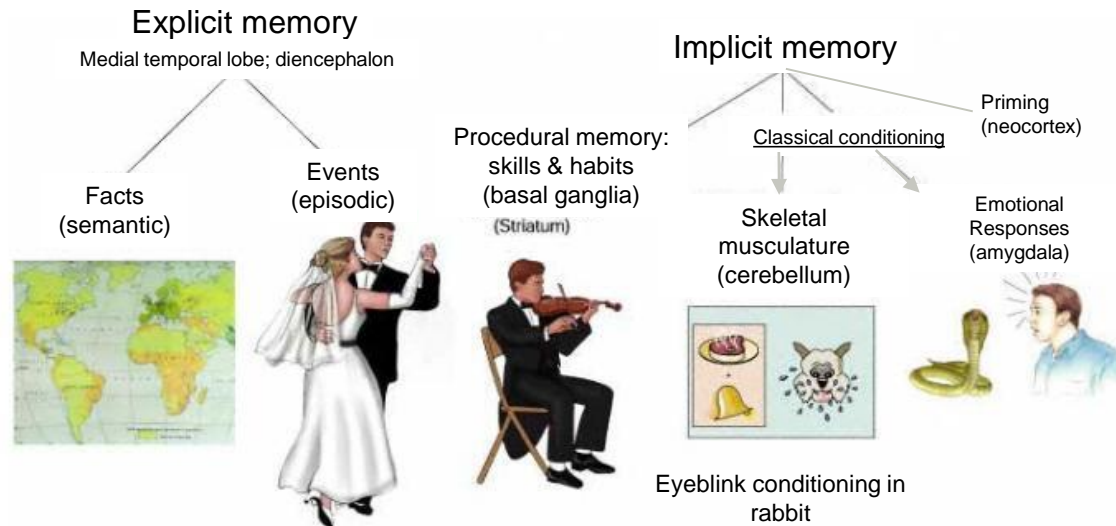 Explicit memory
Medial temporal lobe; diencephalon
Facts
(semantic)
Events
(episodic)
Implicit memory
Procedural memory:
skills & habits
(basal ganglia)
(Striatum)
Classical conditioning
Skeletal
musculature
(cerebellum)
Priming
(neocortex)
Emotional
Responses
(amygdala)
Eyeblink conditioning in
rabbit